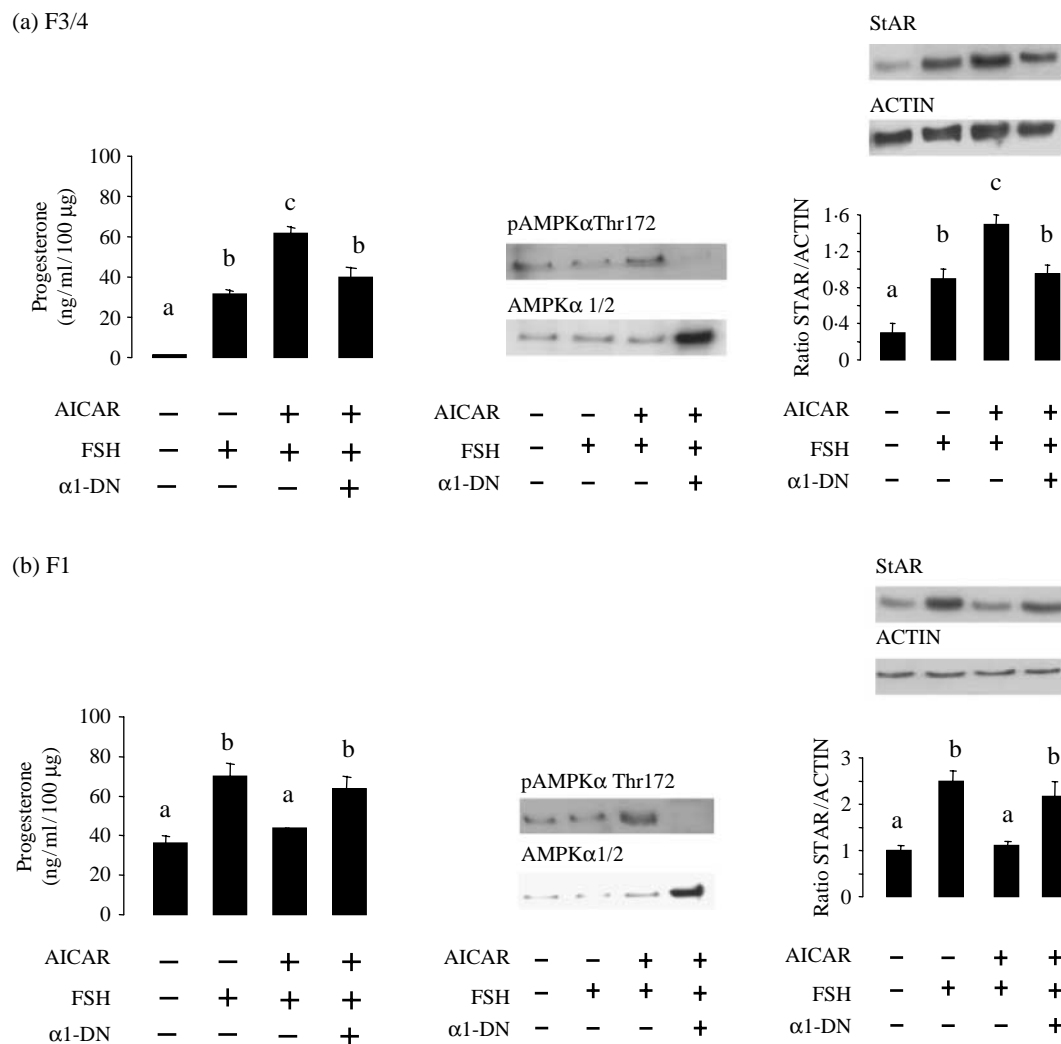 (a) F3/4
StAR
ACTIN
100
80
60
40
20
0
Progesterone
(ng/ml/100 μg)
a
b
c
b
pAMPKαThr172
AMPKα 1/2
1·6
1·2
0·8
0·4
0
Ratio STAR/ACTIN
a
b
c
b
AICAR – – + +
FSH – + + +
α1-DN – – – +
AICAR – – + +
FSH – + + +
α1-DN – – – +
AICAR – – + +
FSH – + + +
α1-DN – – – +
(b) F1
StAR
ACTIN
100
80
60
40
20
0
Progesterone
(ng/ml/100 μg)
a
b
a
b
pAMPKα Thr172
AMPKα1/2
3
2
1
0
Ratio STAR/ACTIN
a
b
a
b
AICAR – – + +
FSH – + + +
α1-DN – – – +
AICAR – – + +
FSH – + + +
α1-DN – – – +
AICAR – – + +
FSH – + + +
α1-DN – – – +